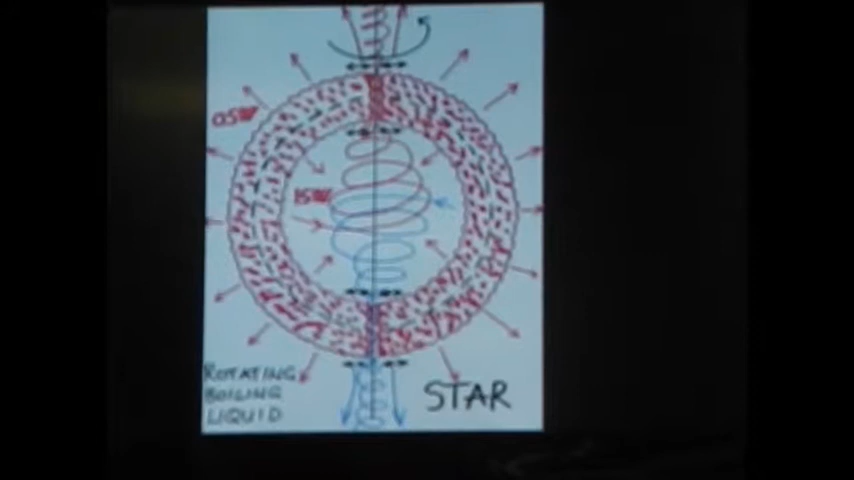 OSW
ISW
ROTATING
BOILING
LIQUID
STAR